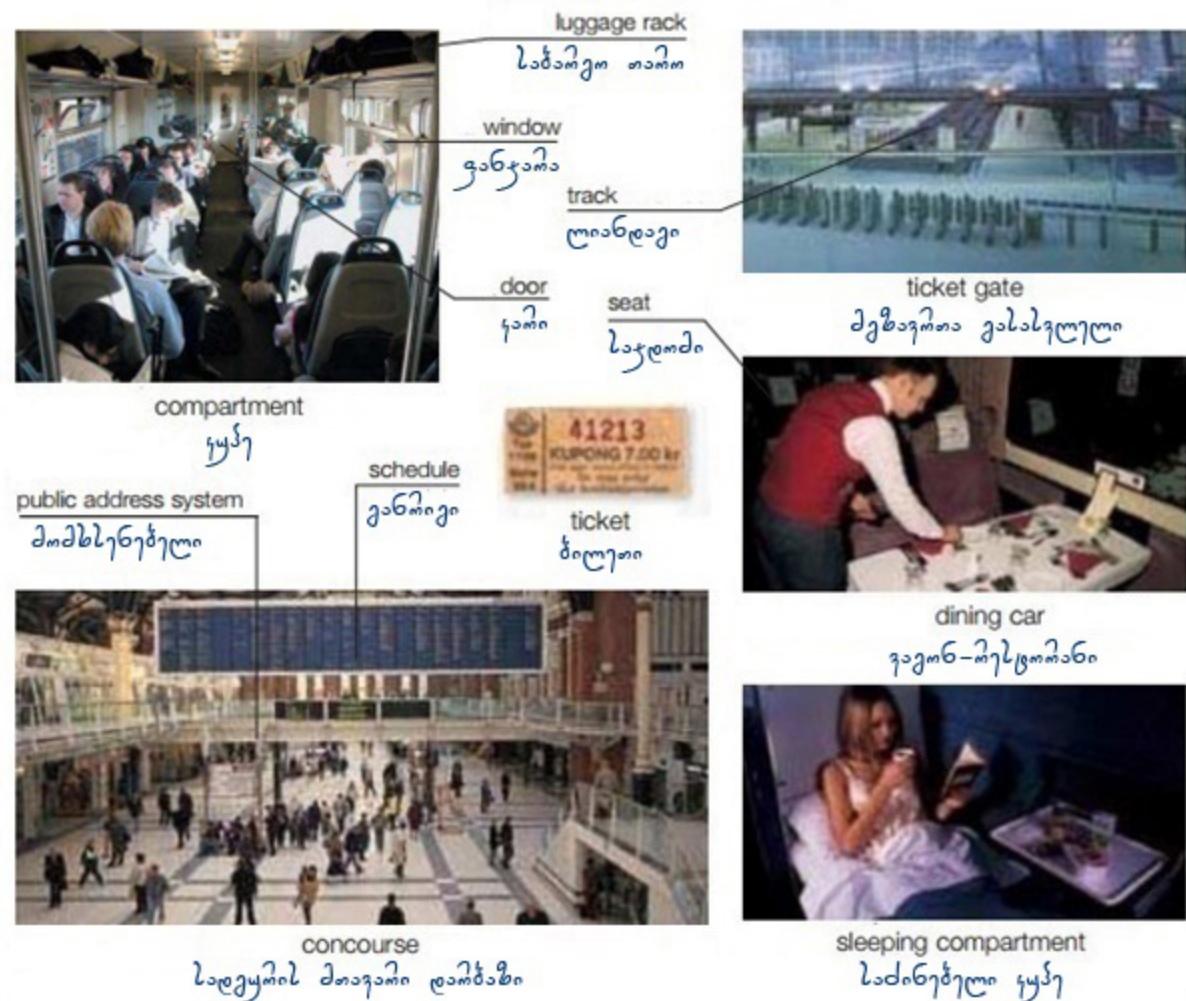 luggage rack
საბარგო თარო
window
ფანჯარა
track
ლიანდაგი
door
კარი
seat
საჯდომი
ticket gate
მგზავრთა გასასვლელი
compartment
კუპე
41213
KUPONG 7.00 kr
schedule
განრიგი
public address system
მომხსენებელი
ticket
ბილეთი
dining car
ვაგონ-რესტორანი
concourse
სადგურის მთავარი დარბაზი
sleeping compartment
საძინებელი კუპე